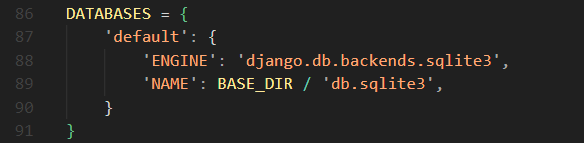 86 DATABASES = {
87     'default': {
88         'ENGINE': 'django.db.backends.sqlite3',
89         'NAME': BASE_DIR / 'db.sqlite3',
90     }
91 }